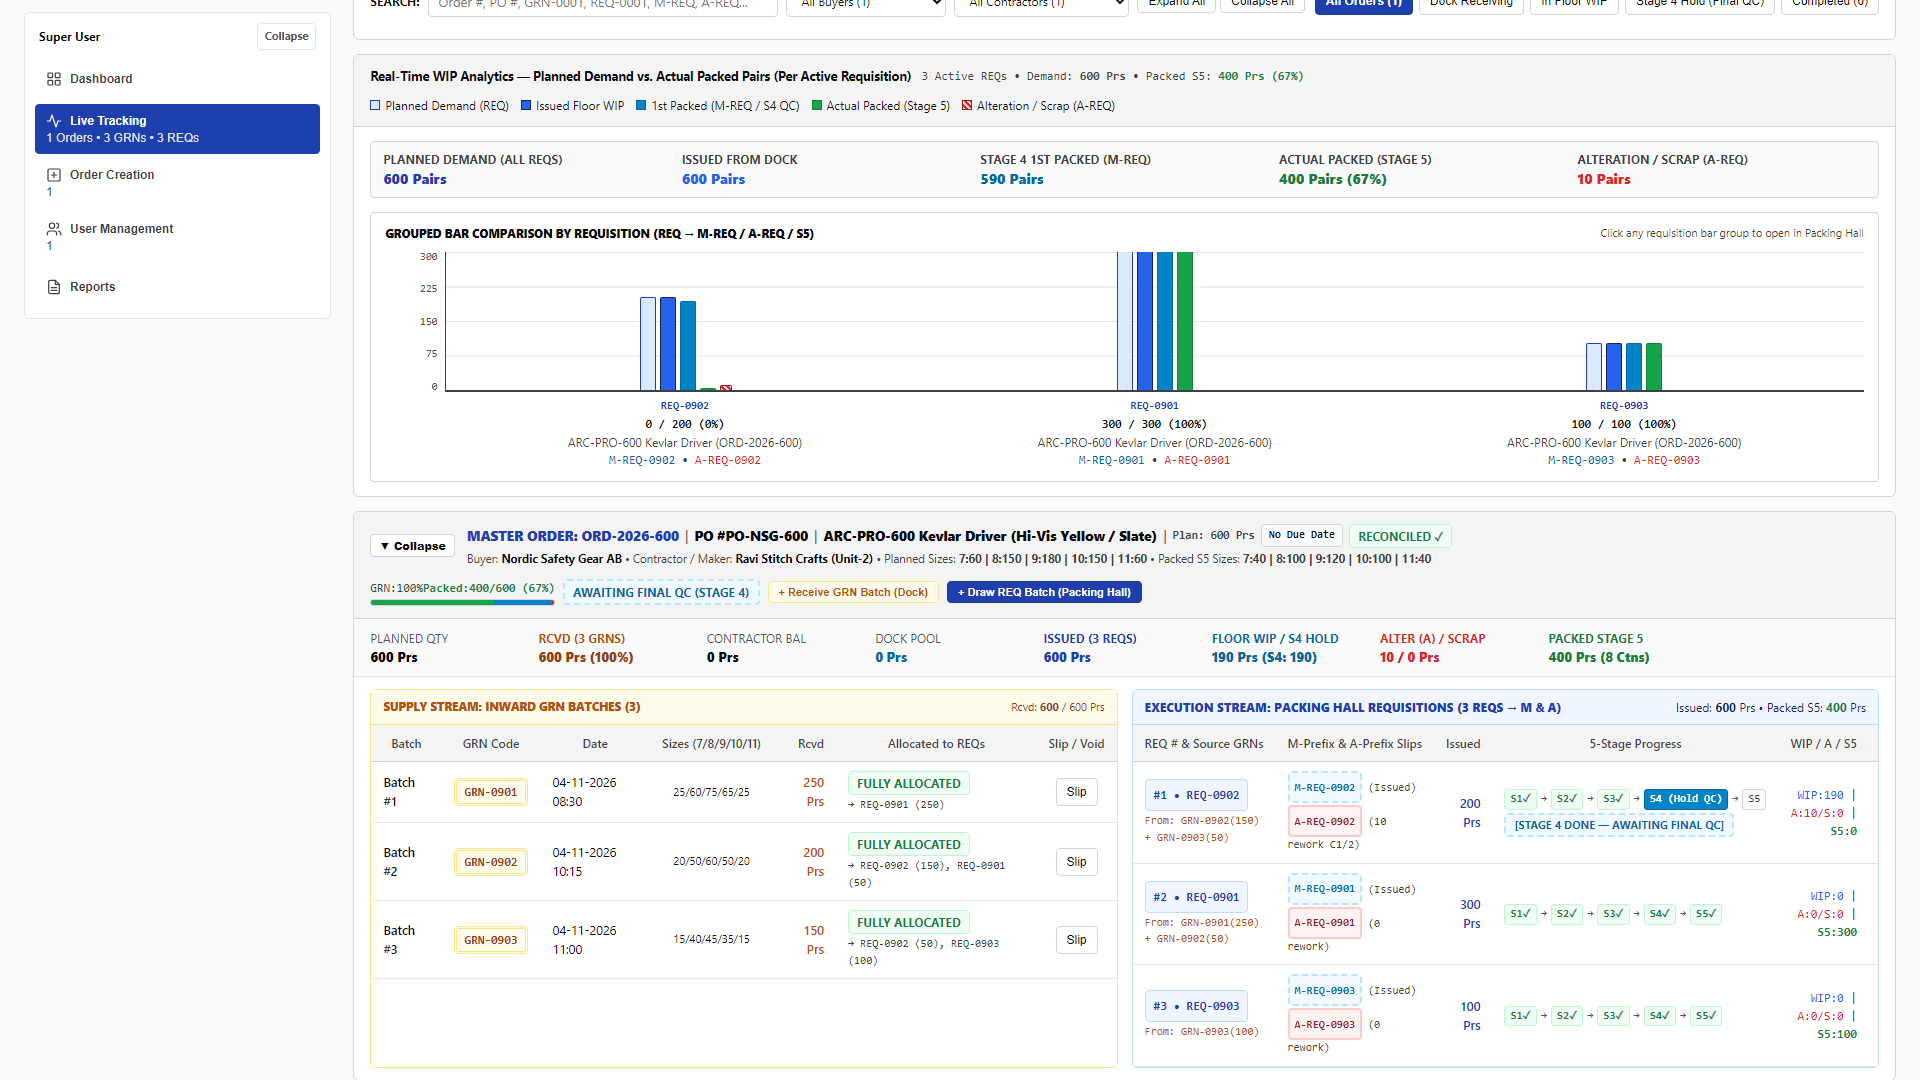 SEARCH: Order #, PO #, GRN-0001, REQ-0001, M-REQ, A-REQ... All Buyers (1) All Contractors (1) Expand All Collapse All All Orders (1) Dock Receiving In Floor WIP Stage 4 Hold (Final QC) Completed (0)
Super User Collapse
Dashboard
Live Tracking
1 Orders • 3 GRNs • 3 REQs
Order Creation
1
User Management
1
Reports
Real-Time WIP Analytics — Planned Demand vs. Actual Packed Pairs (Per Active Requisition) 3 Active REQs • Demand: 600 Prs • Packed S5: 400 Prs (67%)
Planned Demand (REQ) Issued Floor WIP 1st Packed (M-REQ / S4 QC) Actual Packed (Stage 5) Alteration / Scrap (A-REQ)
PLANNED DEMAND (ALL REQS) ISSUED FROM DOCK STAGE 4 1ST PACKED (M-REQ) ACTUAL PACKED (STAGE 5) ALTERATION / SCRAP (A-REQ)
600 Pairs 600 Pairs 590 Pairs 400 Pairs (67%) 10 Pairs
GROUPED BAR COMPARISON BY REQUISITION (REQ → M-REQ / A-REQ / S5) Click any requisition bar group to open in Packing Hall
300
225
150
75
0
REQ-0902 REQ-0901 REQ-0903
0 / 200 (0%) 300 / 300 (100%) 100 / 100 (100%)
ARC-PRO-600 Kevlar Driver (ORD-2026-600) ARC-PRO-600 Kevlar Driver (ORD-2026-600) ARC-PRO-600 Kevlar Driver (ORD-2026-600)
M-REQ-0902 • A-REQ-0902 M-REQ-0901 • A-REQ-0901 M-REQ-0903 • A-REQ-0903
▼ Collapse MASTER ORDER: ORD-2026-600 | PO #PO-NSG-600 | ARC-PRO-600 Kevlar Driver (Hi-Vis Yellow / Slate) | Plan: 600 Prs No Due Date RECONCILED ✓
Buyer: Nordic Safety Gear AB • Contractor / Maker: Ravi Stitch Crafts (Unit-2) • Planned Sizes: 7:60 | 8:150 | 9:180 | 10:150 | 11:60 • Packed S5 Sizes: 7:40 | 8:100 | 9:120 | 10:100 | 11:40
GRN:100%Packed:400/600 (67%) AWAITING FINAL QC (STAGE 4) + Receive GRN Batch (Dock) + Draw REQ Batch (Packing Hall)
PLANNED QTY RCVD (3 GRNS) CONTRACTOR BAL DOCK POOL ISSUED (3 REQS) FLOOR WIP / S4 HOLD ALTER (A) / SCRAP PACKED STAGE 5
600 Prs 600 Prs (100%) 0 Prs 0 Prs 600 Prs 190 Prs (S4: 190) 10 / 0 Prs 400 Prs (8 Ctns)
SUPPLY STREAM: INWARD GRN BATCHES (3) Rcvd: 600 / 600 Prs
Batch GRN Code Date Sizes (7/8/9/10/11) Rcvd Allocated to REQs Slip / Void
Batch #1 GRN-0901 04-11-2026 08:30 25/60/75/65/25 250 Prs FULLY ALLOCATED → REQ-0901 (250) Slip
Batch #2 GRN-0902 04-11-2026 10:15 20/50/60/50/20 200 Prs FULLY ALLOCATED → REQ-0902 (150), REQ-0901 (50) Slip
Batch #3 GRN-0903 04-11-2026 11:00 15/40/45/35/15 150 Prs FULLY ALLOCATED → REQ-0902 (50), REQ-0903 (100) Slip
EXECUTION STREAM: PACKING HALL REQUISITIONS (3 REQS → M & A) Issued: 600 Prs • Packed S5: 400 Prs
REQ # & Source GRNs M-Prefix & A-Prefix Slips Issued 5-Stage Progress WIP / A / S5
#1 • REQ-0902 From: GRN-0902(150) + GRN-0903(50) M-REQ-0902 (Issued) A-REQ-0902 (10 rework C1/2) 200 Prs S1✓ → S2✓ → S3✓ → S4 (Hold QC) → S5 [STAGE 4 DONE — AWAITING FINAL QC] WIP:190 | A:10/S:0 | S5:0
#2 • REQ-0901 From: GRN-0901(250) + GRN-0902(50) M-REQ-0901 (Issued) A-REQ-0901 (0 rework) 300 Prs S1✓ → S2✓ → S3✓ → S4✓ → S5✓ WIP:0 | A:0/S:0 | S5:300
#3 • REQ-0903 From: GRN-0903(100) M-REQ-0903 (Issued) A-REQ-0903 (0 rework) 100 Prs S1✓ → S2✓ → S3✓ → S4✓ → S5✓ WIP:0 | A:0/S:0 | S5:100